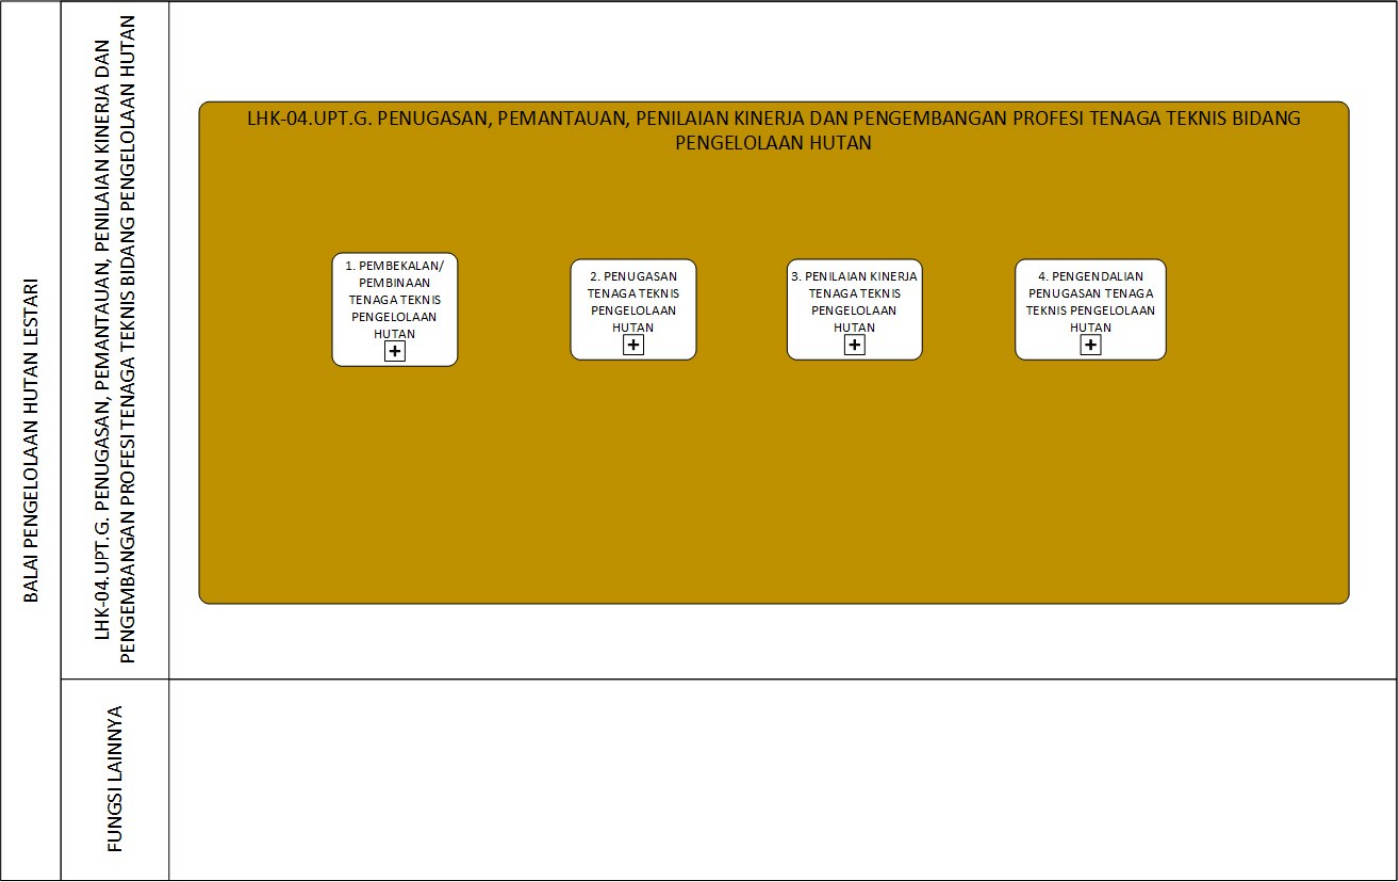 BALAI PENGELOLAAN HUTAN LESTARI
LHK-04.UPT.G. PENUGASAN, PEMANTAUAN, PENILAIAN KINERJA DAN
PENGEMBANGAN PROFESI TENAGA TEKNIS BIDANG PENGELOLAAN HUTAN
LHK-04.UPT.G. PENUGASAN, PEMANTAUAN, PENILAIAN KINERJA DAN PENGEMBANGAN PROFESI TENAGA TEKNIS BIDANG
PENGELOLAAN HUTAN
1. PEMBEKALAN/
PEMBINAAN
TENAGA TEKNIS
PENGELOLAAN
HUTAN
2. PENUGASAN
TENAGA TEKNIS
PENGELOLAAN
HUTAN
3. PENILAIAN KINERJA
TENAGA TEKNIS
PENGELOLAAN
HUTAN
4. PENGENDALIAN
PENUGASAN TENAGA
TEKNIS PENGELOLAAN
HUTAN
FUNGSI LAINNYA